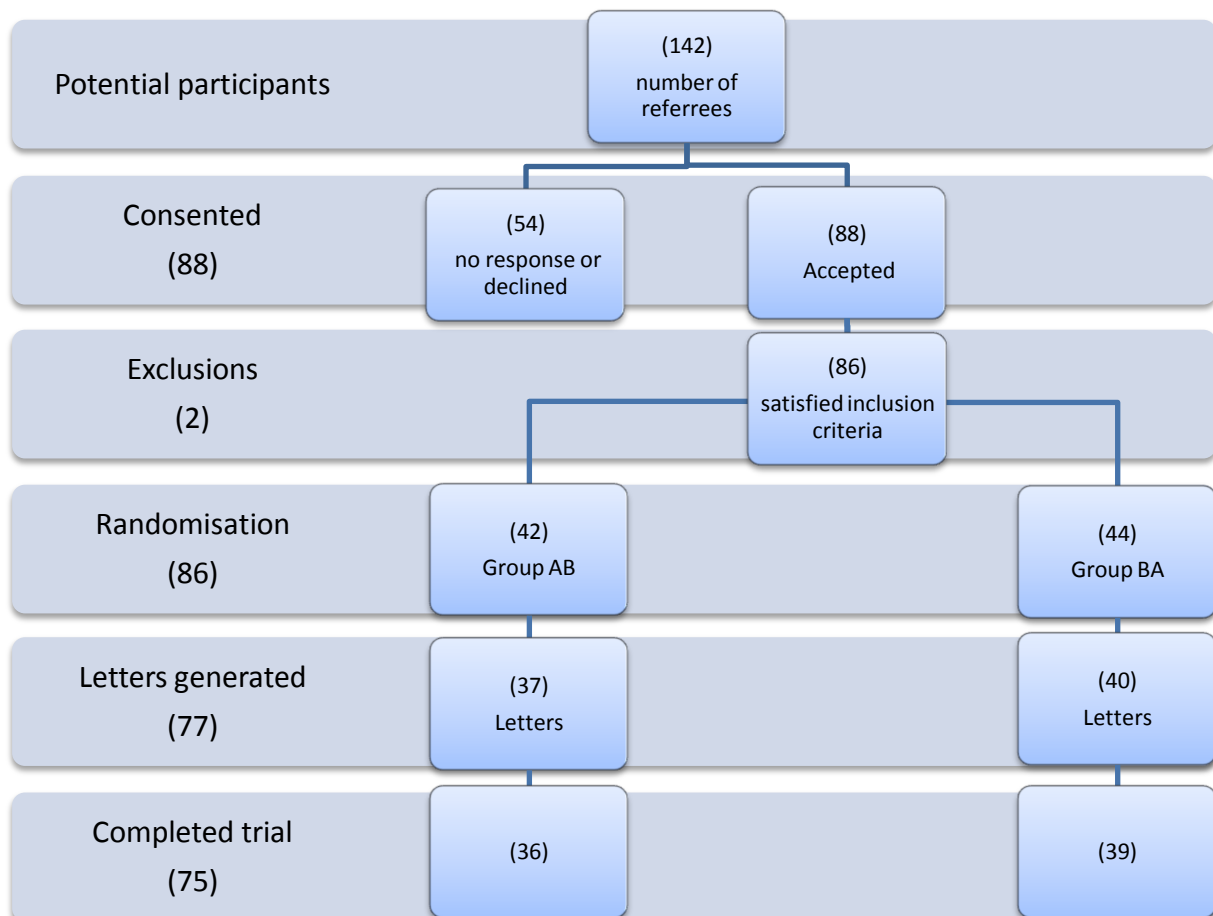 Potential participants
(142)
number of
referrees
Consented
(88)
(54)
no response or
declined
(88)
Accepted
Exclusions
(2)
(86)
satisfied inclusion
criteria
Randomisation
(86)
(42)
Group AB
(44)
Group BA
Letters generated
(77)
(37)
Letters
(40)
Letters
Completed trial
(75)
(36)
(39)